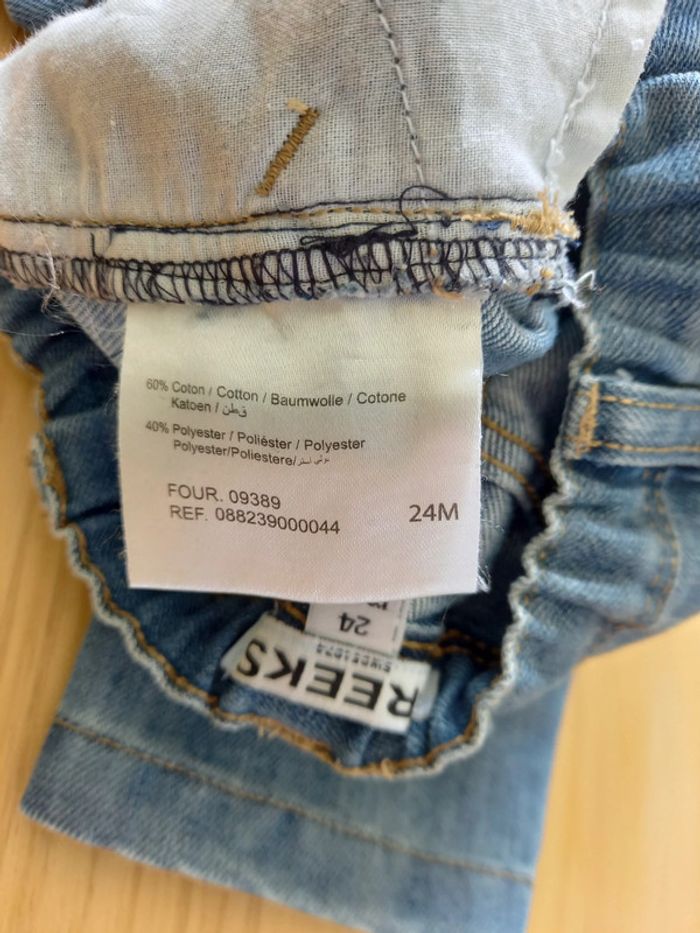 60% Coton / Cotton / Baumwolle / Cotone
Katoen / قطن
40% Polyester / Poliéster / Polyester
Polyester/Poliestere/
FOUR. 09389
REF. 088239000044
24M
24
REEKS